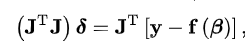 (JᵀJ) δ = Jᵀ [y − f (β)] ,